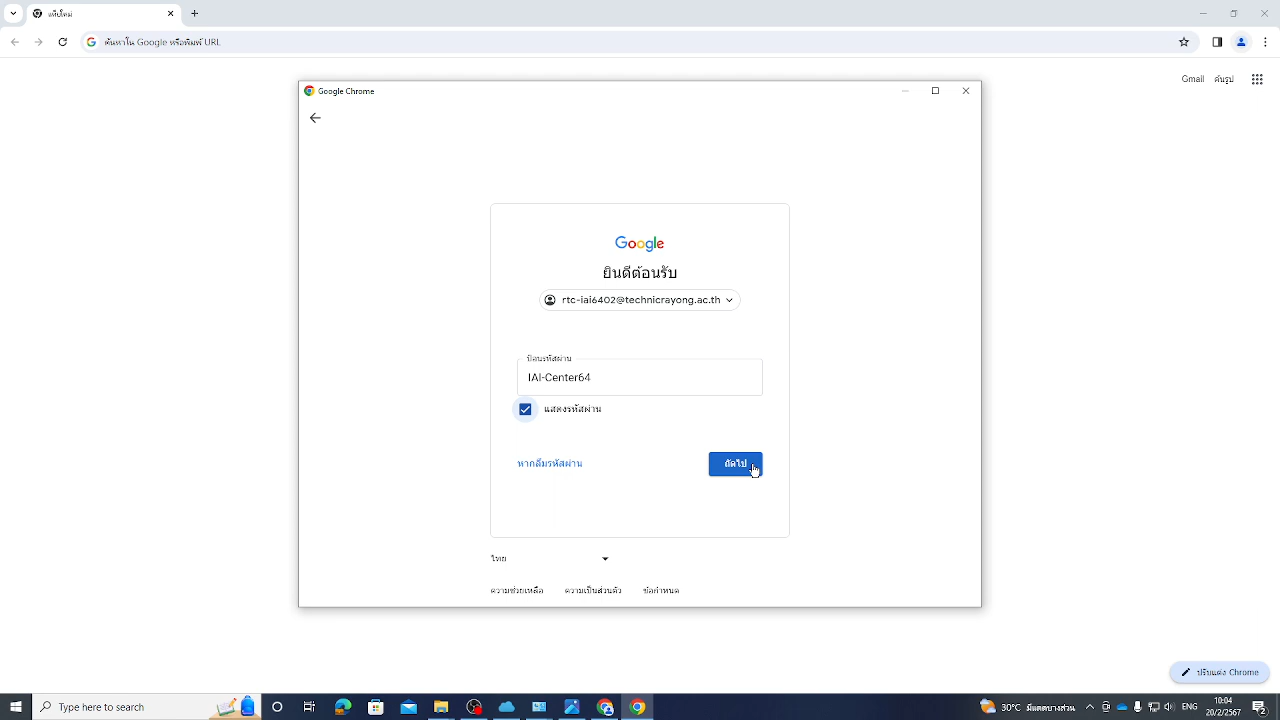 แท็บใหม่
ค้นหาใน Google หรือพิมพ์ URL
Gmail ค้นรูป
Google Chrome
Google
ยินดีต้อนรับ
rtc-iai6402@technicrayong.ac.th
ป้อนรหัสผ่าน
IAI-Center64
แสดงรหัสผ่าน
หากลืมรหัสผ่าน
ถัดไป
ไทย
ความช่วยเหลือ ความเป็นส่วนตัว ข้อกำหนด
ปรับแต่ง Chrome
Type here to search
30°C มีแดดบางส่วน
ENG
10:04
20/2/2567